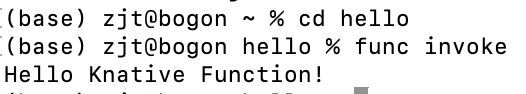 (base) zjt@bogon ~ % cd hello
(base) zjt@bogon hello % func invoke
Hello Knative Function!